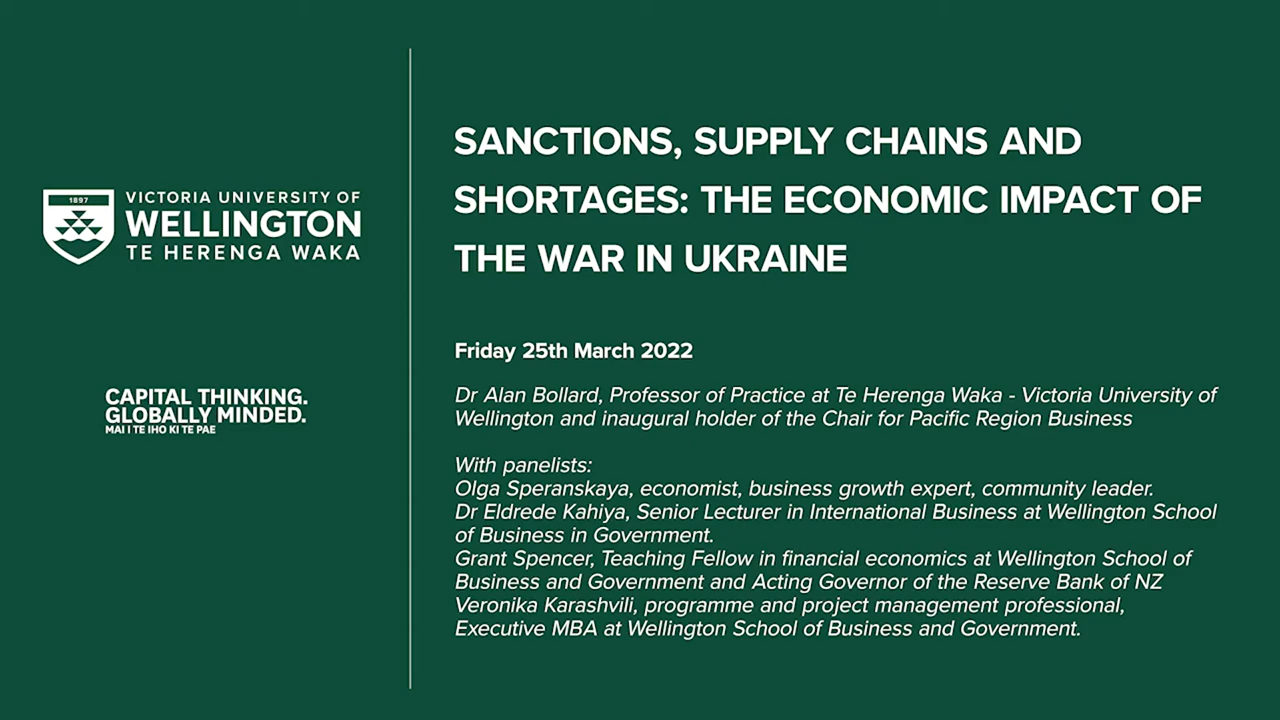 1897
VICTORIA UNIVERSITY OF
WELLINGTON
TE HERENGA WAKA
CAPITAL THINKING.
GLOBALLY MINDED.
MAI I TE IHO KI TE PAE
SANCTIONS, SUPPLY CHAINS AND
SHORTAGES: THE ECONOMIC IMPACT OF
THE WAR IN UKRAINE
Friday 25th March 2022
Dr Alan Bollard, Professor of Practice at Te Herenga Waka - Victoria University of
Wellington and inaugural holder of the Chair for Pacific Region Business
With panelists:
Olga Speranskaya, economist, business growth expert, community leader.
Dr Eldrede Kahiya, Senior Lecturer in International Business at Wellington School
of Business in Government.
Grant Spencer, Teaching Fellow in financial economics at Wellington School of
Business and Government and Acting Governor of the Reserve Bank of NZ
Veronika Karashvili, programme and project management professional,
Executive MBA at Wellington School of Business and Government.